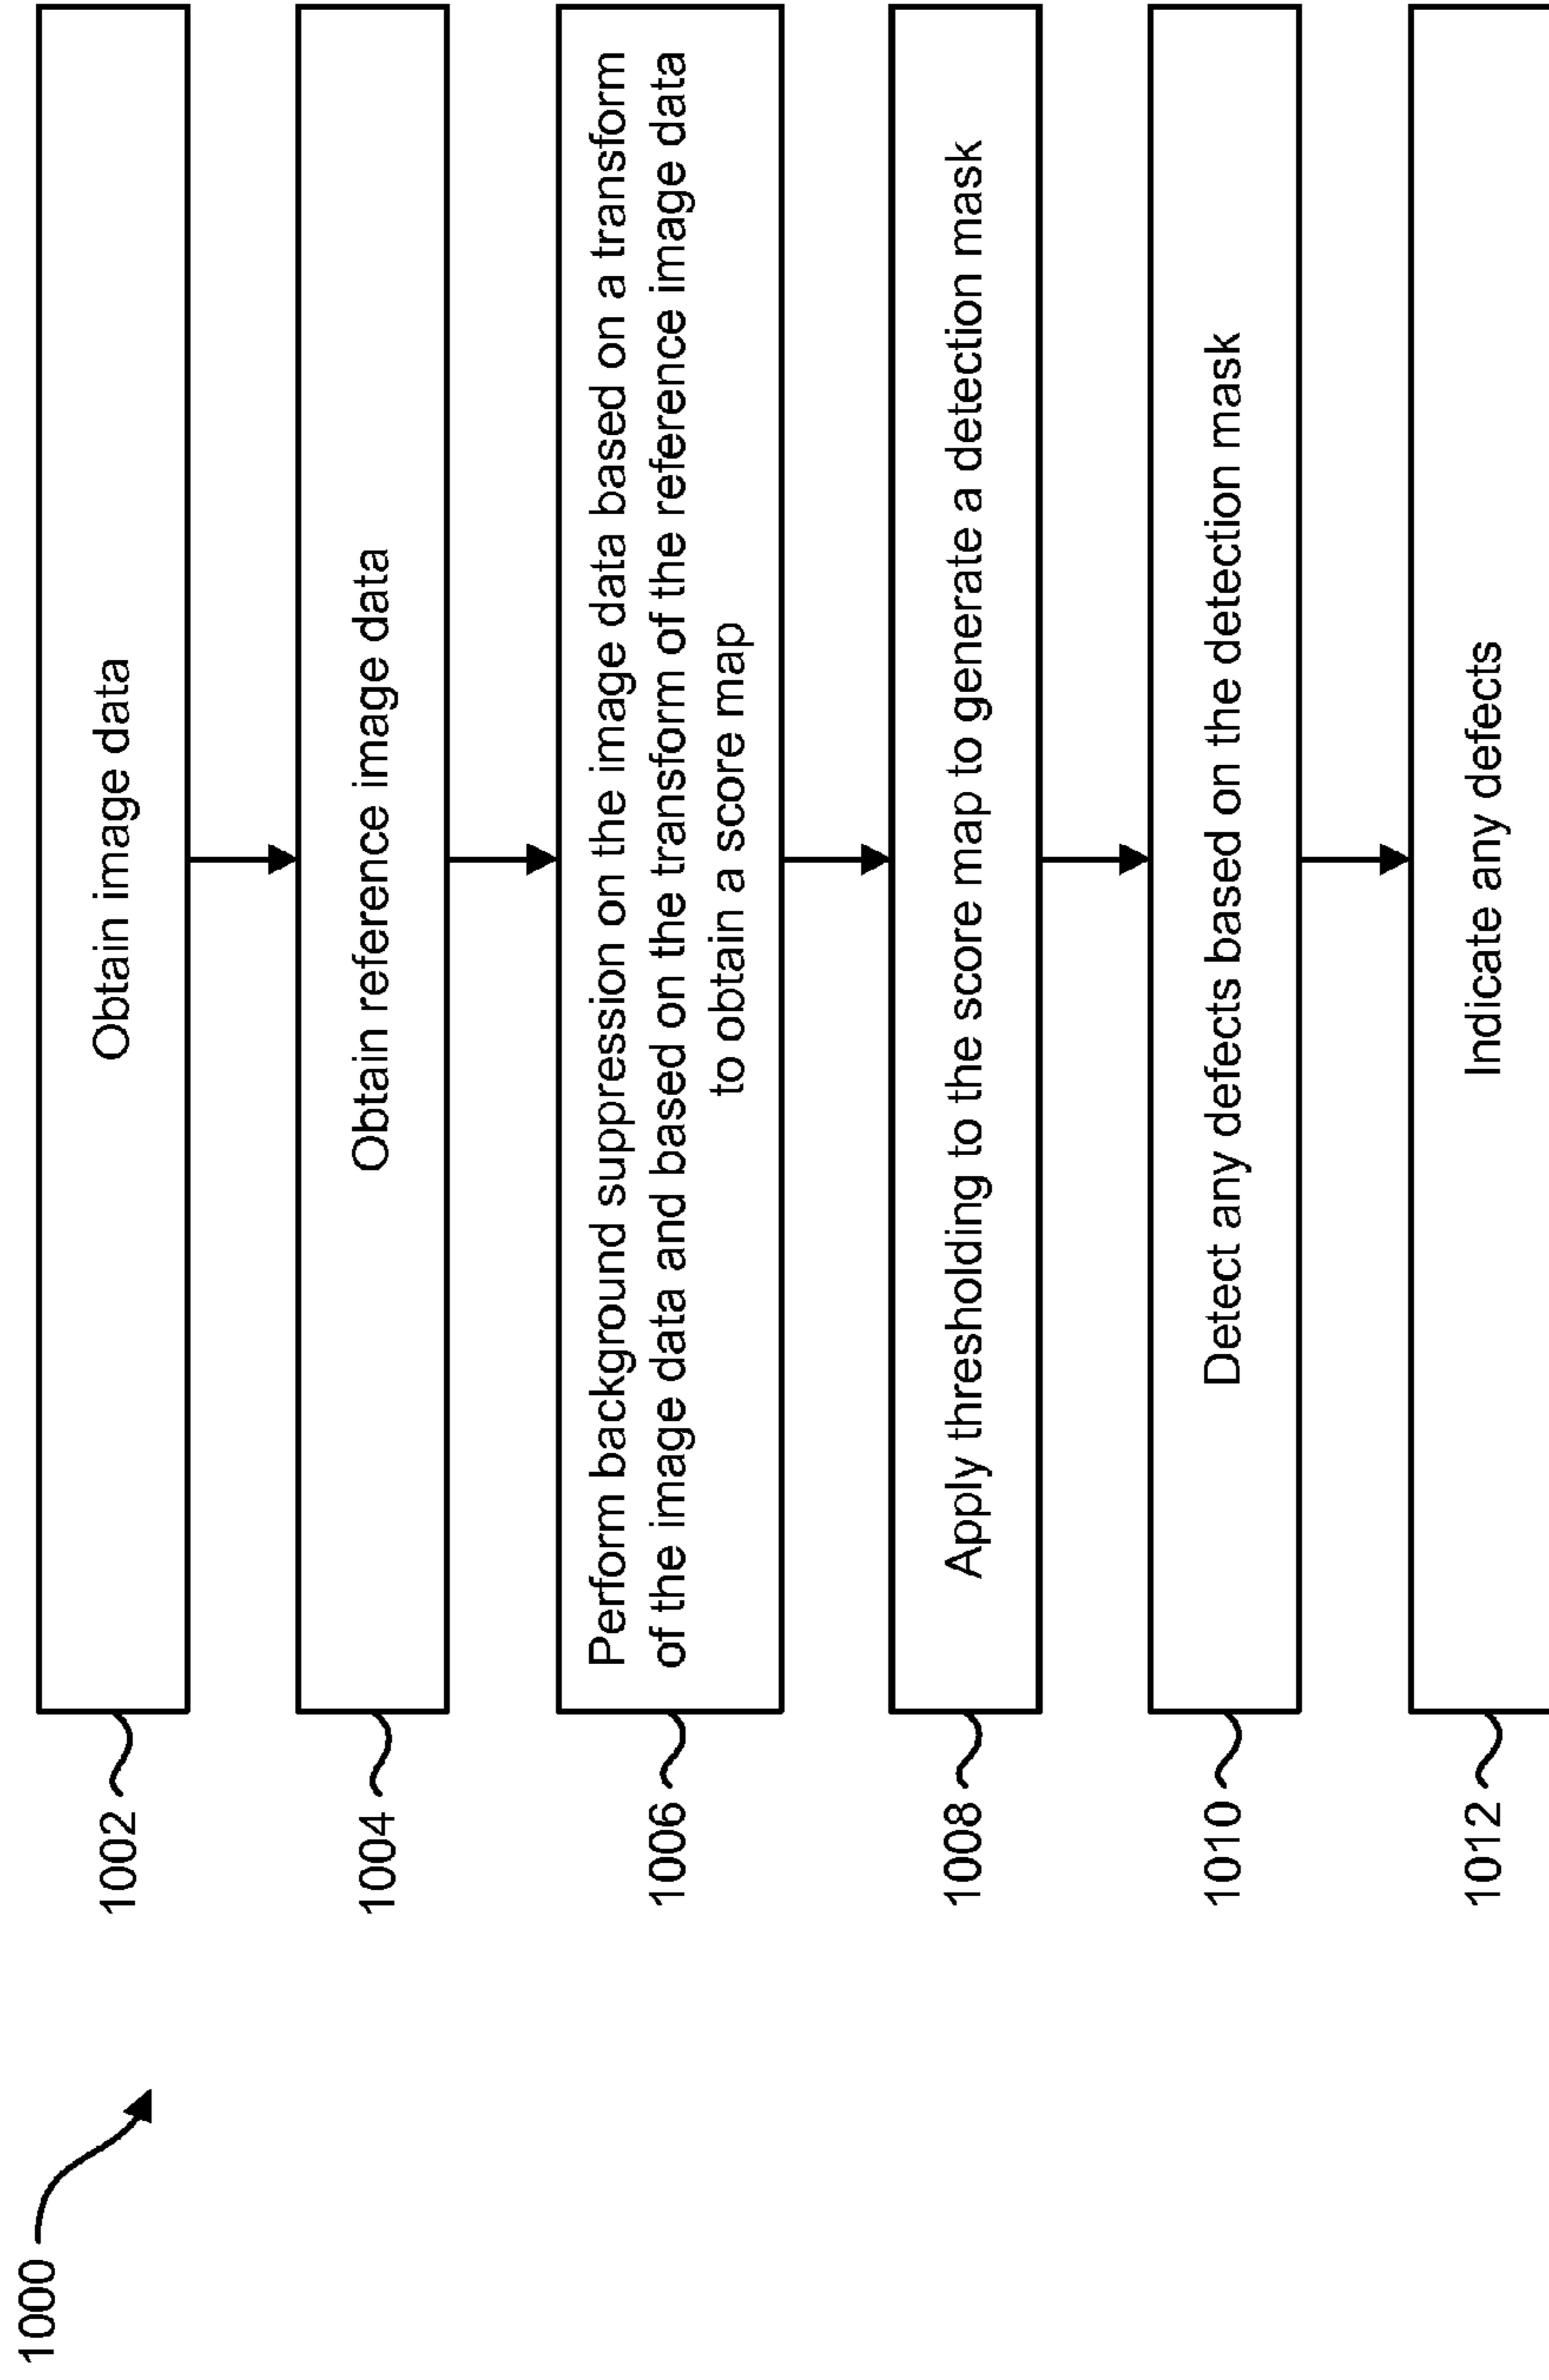 1000
1002
Obtain image data
1004
Obtain reference image data
1006
Perform background suppression on the image data based on a transform
of the image data and based on the transform of the reference image data
to obtain a score map
1008
Apply thresholding to the score map to generate a detection mask
1010
Detect any defects based on the detection mask
1012
Indicate any defects